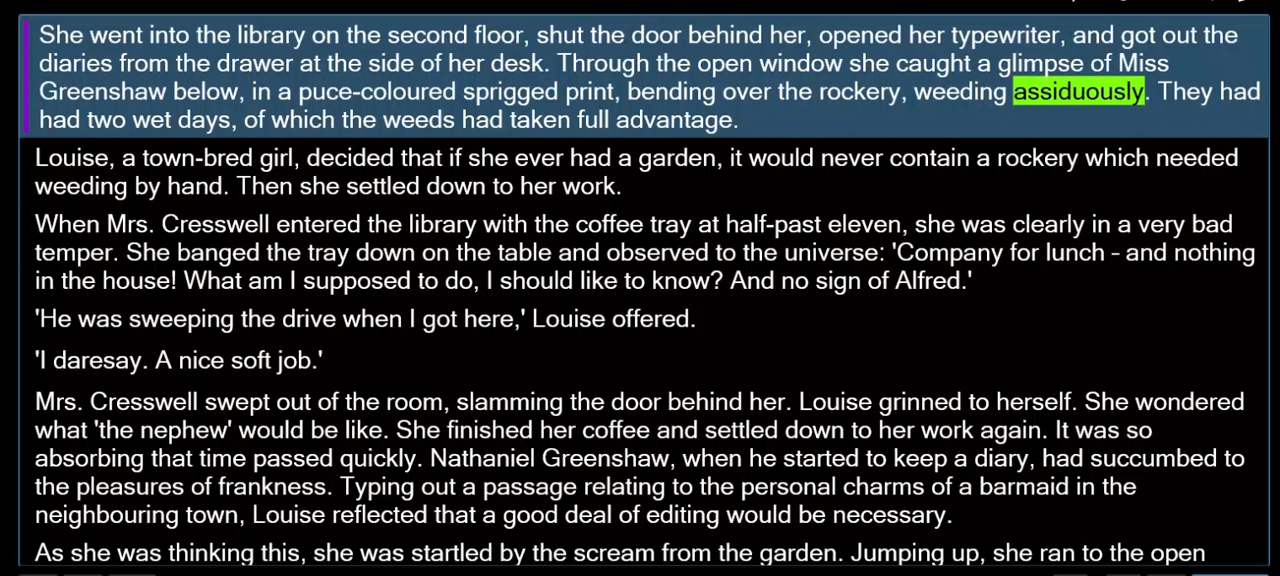 She went into the library on the second floor, shut the door behind her, opened her typewriter, and got out the
diaries from the drawer at the side of her desk. Through the open window she caught a glimpse of Miss
Greenshaw below, in a puce-coloured sprigged print, bending over the rockery, weeding assiduously. They had
had two wet days, of which the weeds had taken full advantage.
Louise, a town-bred girl, decided that if she ever had a garden, it would never contain a rockery which needed
weeding by hand. Then she settled down to her work.
When Mrs. Cresswell entered the library with the coffee tray at half-past eleven, she was clearly in a very bad
temper. She banged the tray down on the table and observed to the universe: 'Company for lunch – and nothing
in the house! What am I supposed to do, I should like to know? And no sign of Alfred.'
'He was sweeping the drive when I got here,' Louise offered.
'I daresay. A nice soft job.'
Mrs. Cresswell swept out of the room, slamming the door behind her. Louise grinned to herself. She wondered
what 'the nephew' would be like. She finished her coffee and settled down to her work again. It was so
absorbing that time passed quickly. Nathaniel Greenshaw, when he started to keep a diary, had succumbed to
the pleasures of frankness. Typing out a passage relating to the personal charms of a barmaid in the
neighbouring town, Louise reflected that a good deal of editing would be necessary.
As she was thinking this, she was startled by the scream from the garden. Jumping up, she ran to the open